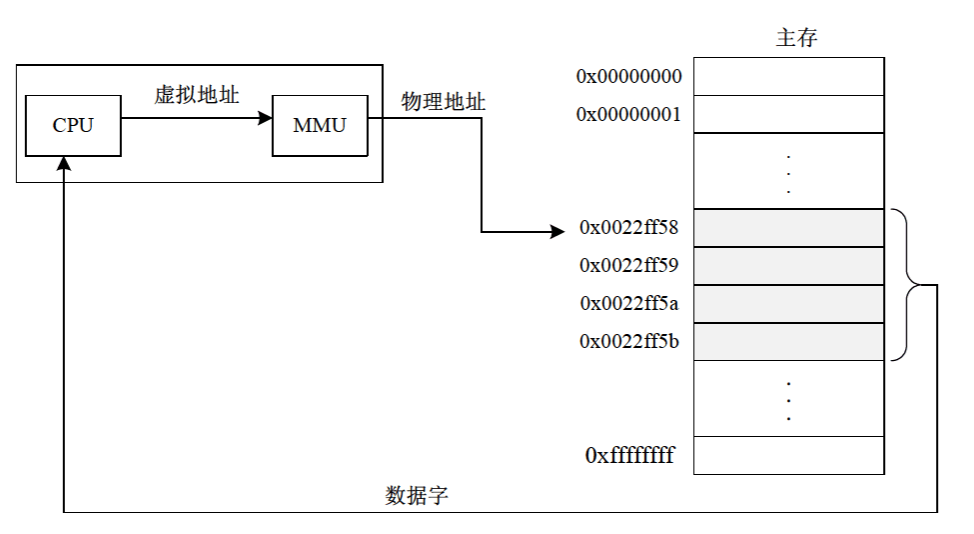 主存
0x00000000
虚拟地址
物理地址
0x00000001
CPU
MMU
.
.
.
0x0022ff58
0x0022ff59
0x0022ff5a
0x0022ff5b
.
.
.
0xffffffff
数据字